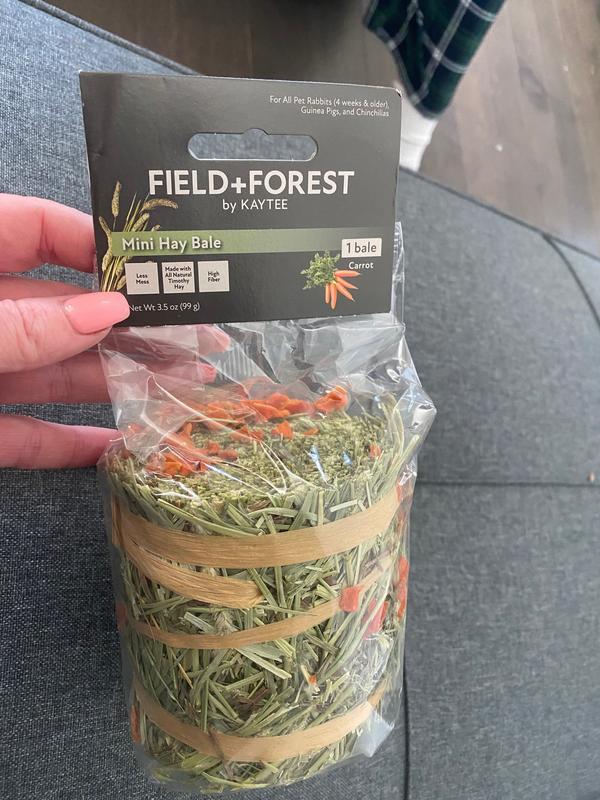 For All Pet Rabbits (4 weeks & older),
Guinea Pigs, and Chinchillas
FIELD+FOREST
by KAYTEE
Mini Hay Bale
1 bale
Carrot
Less
Mess
Made with
All Natural
Timothy
Hay
High
Fiber
Net Wt 3.5 oz (99 g)